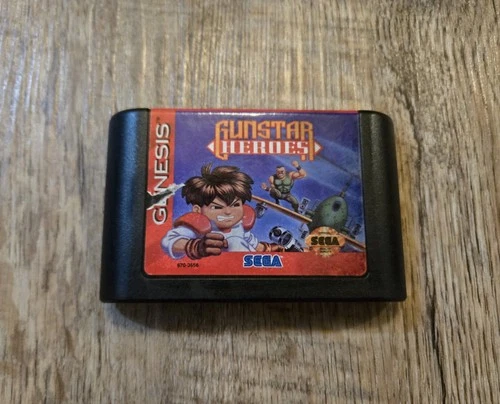 GENESIS
GUNSTAR
HEROES
SEGA
SEGA